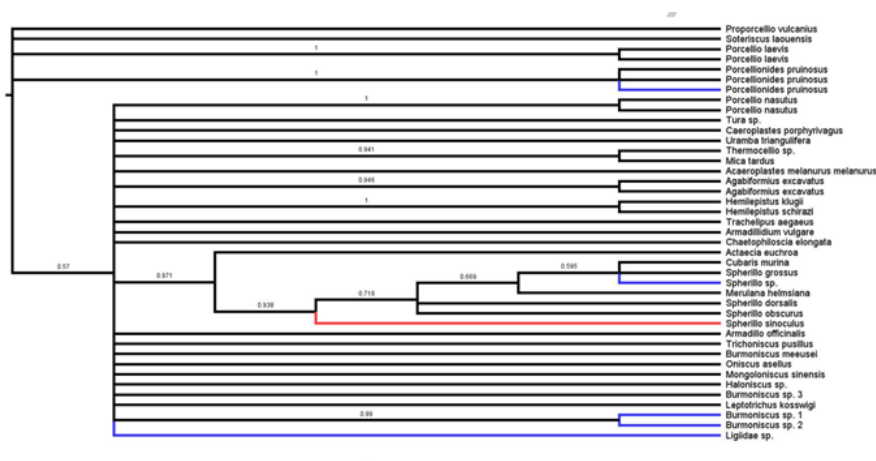 Proporcellio vulcanius
Soteriscus laouensis
1
Porcellio laevis
Porcellio laevis
Porcellionides pruinosus
1
Porcellionides pruinosus
Porcellionides pruinosus
1
Porcellio nasutus
Porcellio nasutus
Tura sp.
Caeroplastes porphyrivagus
Uramba triangulifera
0.941
Thermocellio sp.
Mica tardus
Acaeroplastes melanurus melanurus
0.946
Agabiformius excavatus
Agabiformius excavatus
1
Hemilepistus klugii
Hemilepistus schirazi
Trachelipus aegaeus
Armadillidium vulgare
Chaetophiloscia elongata
Actaecia euchroa
Cubaris murina
0.57
0.971
0.669
0.595
Spherillo grossus
Spherillo sp.
Merulana helmsiana
0.718
Spherillo dorsalis
0.938
Spherillo obscurus
Spherillo sinoculus
Armadillo officinalis
Trichoniscus pusillus
Burmoniscus meeusei
Oniscus asellus
Mongoloniscus sinensis
Haloniscus sp.
Burmoniscus sp. 3
Leptotrichus kosswigi
0.99
Burmoniscus sp. 1
Burmoniscus sp. 2
Ligiidae sp.